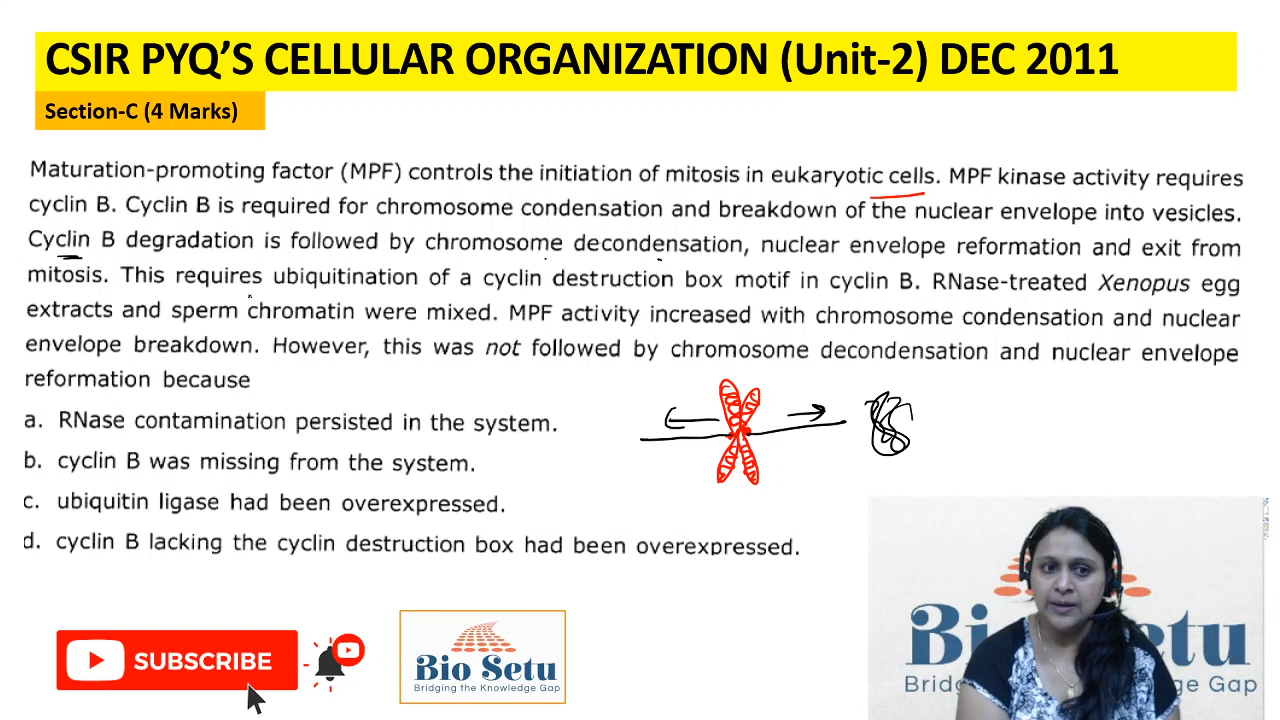 CSIR PYQ'S CELLULAR ORGANIZATION (Unit-2) DEC 2011
Section-C (4 Marks)
Maturation-promoting factor (MPF) controls the initiation of mitosis in eukaryotic cells. MPF kinase activity requires
cyclin B. Cyclin B is required for chromosome condensation and breakdown of the nuclear envelope into vesicles.
Cyclin B degradation is followed by chromosome decondensation, nuclear envelope reformation and exit from
mitosis. This requires ubiquitination of a cyclin destruction box motif in cyclin B. RNase-treated Xenopus egg
extracts and sperm chromatin were mixed. MPF activity increased with chromosome condensation and nuclear
envelope breakdown. However, this was not followed by chromosome decondensation and nuclear envelope
reformation because
a. RNase contamination persisted in the system.
b. cyclin B was missing from the system.
c. ubiquitin ligase had been overexpressed.
d. cyclin B lacking the cyclin destruction box had been overexpressed.
SUBSCRIBE
Bio Setu
Bridging the Knowledge Gap
Bio Setu
Bridg ge Gap